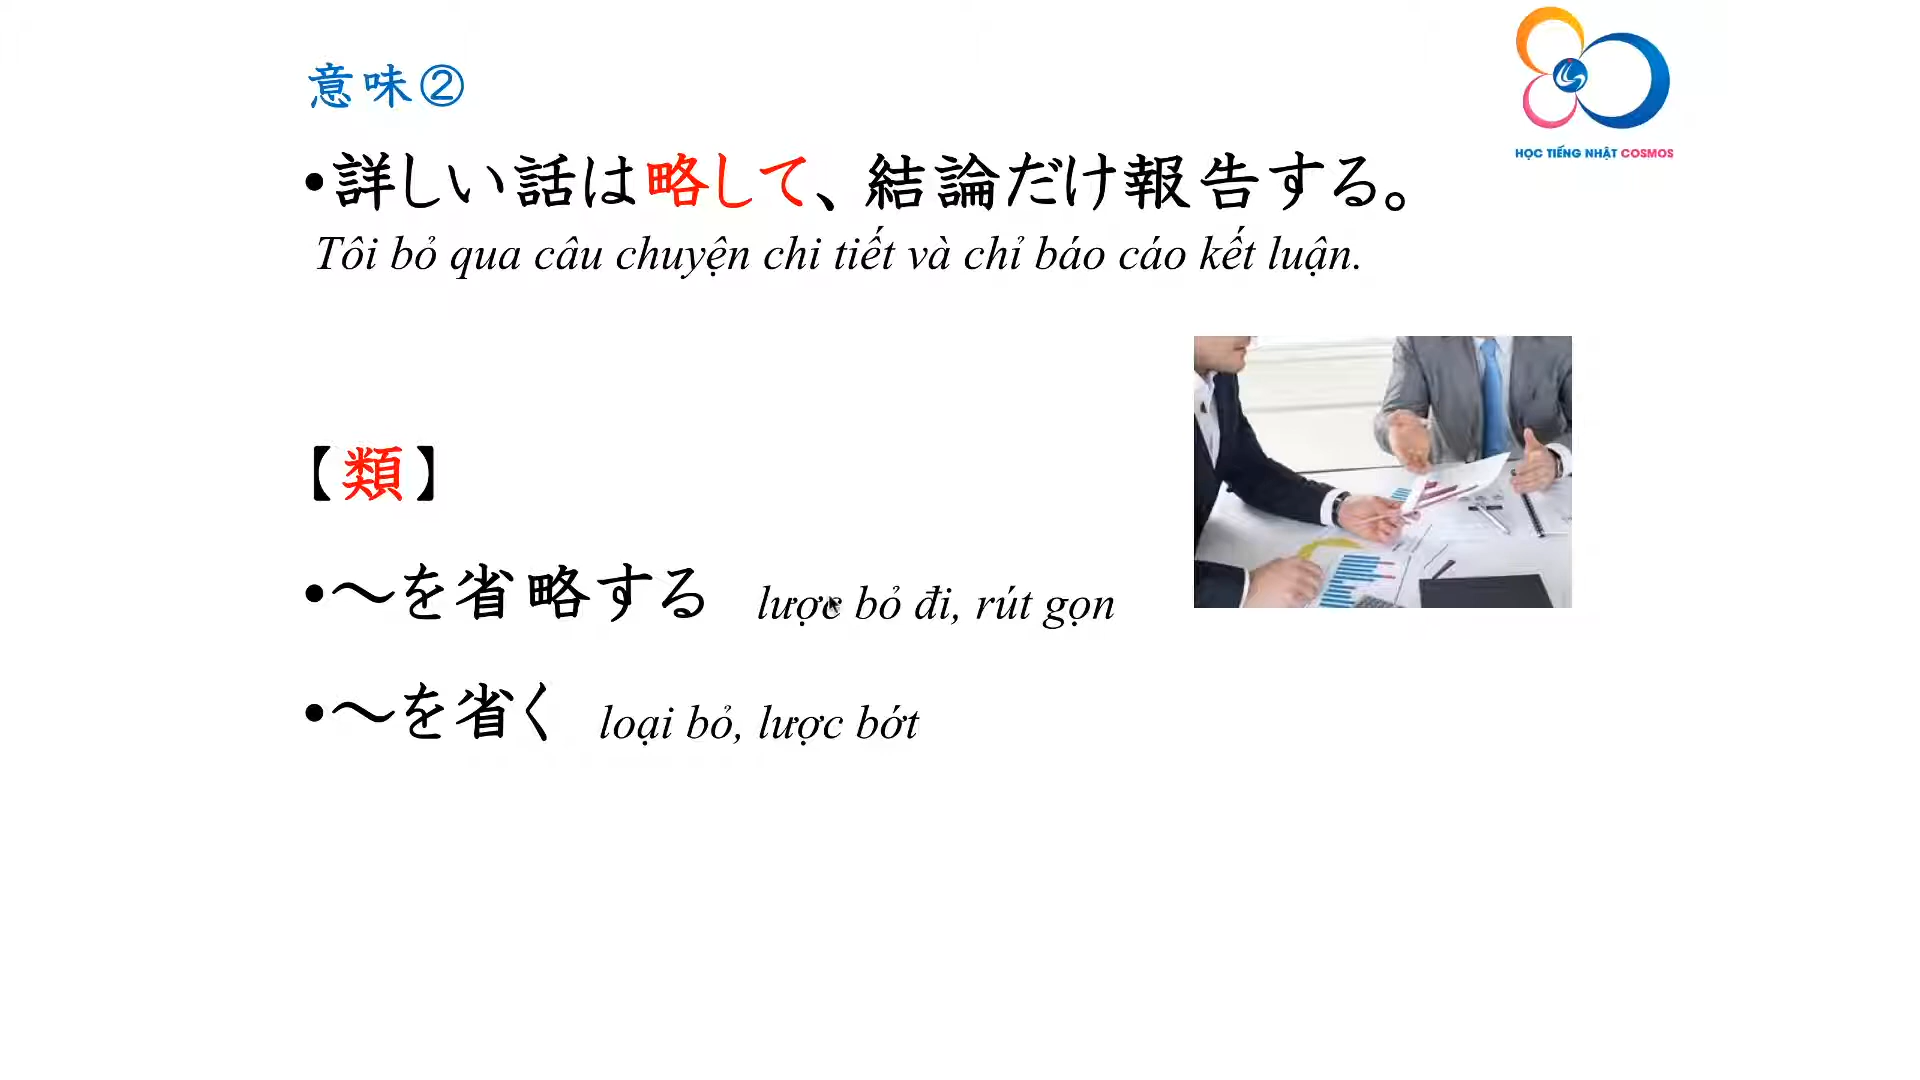 意味②
•詳しい話は略して、結論だけ報告する。
Tôi bỏ qua câu chuyện chi tiết và chỉ báo cáo kết luận.
HỌC TIẾNG NHẬT COSMOS
【類】
•～を省略する lược bỏ đi, rút gọn
•～を省く loại bỏ, lược bớt